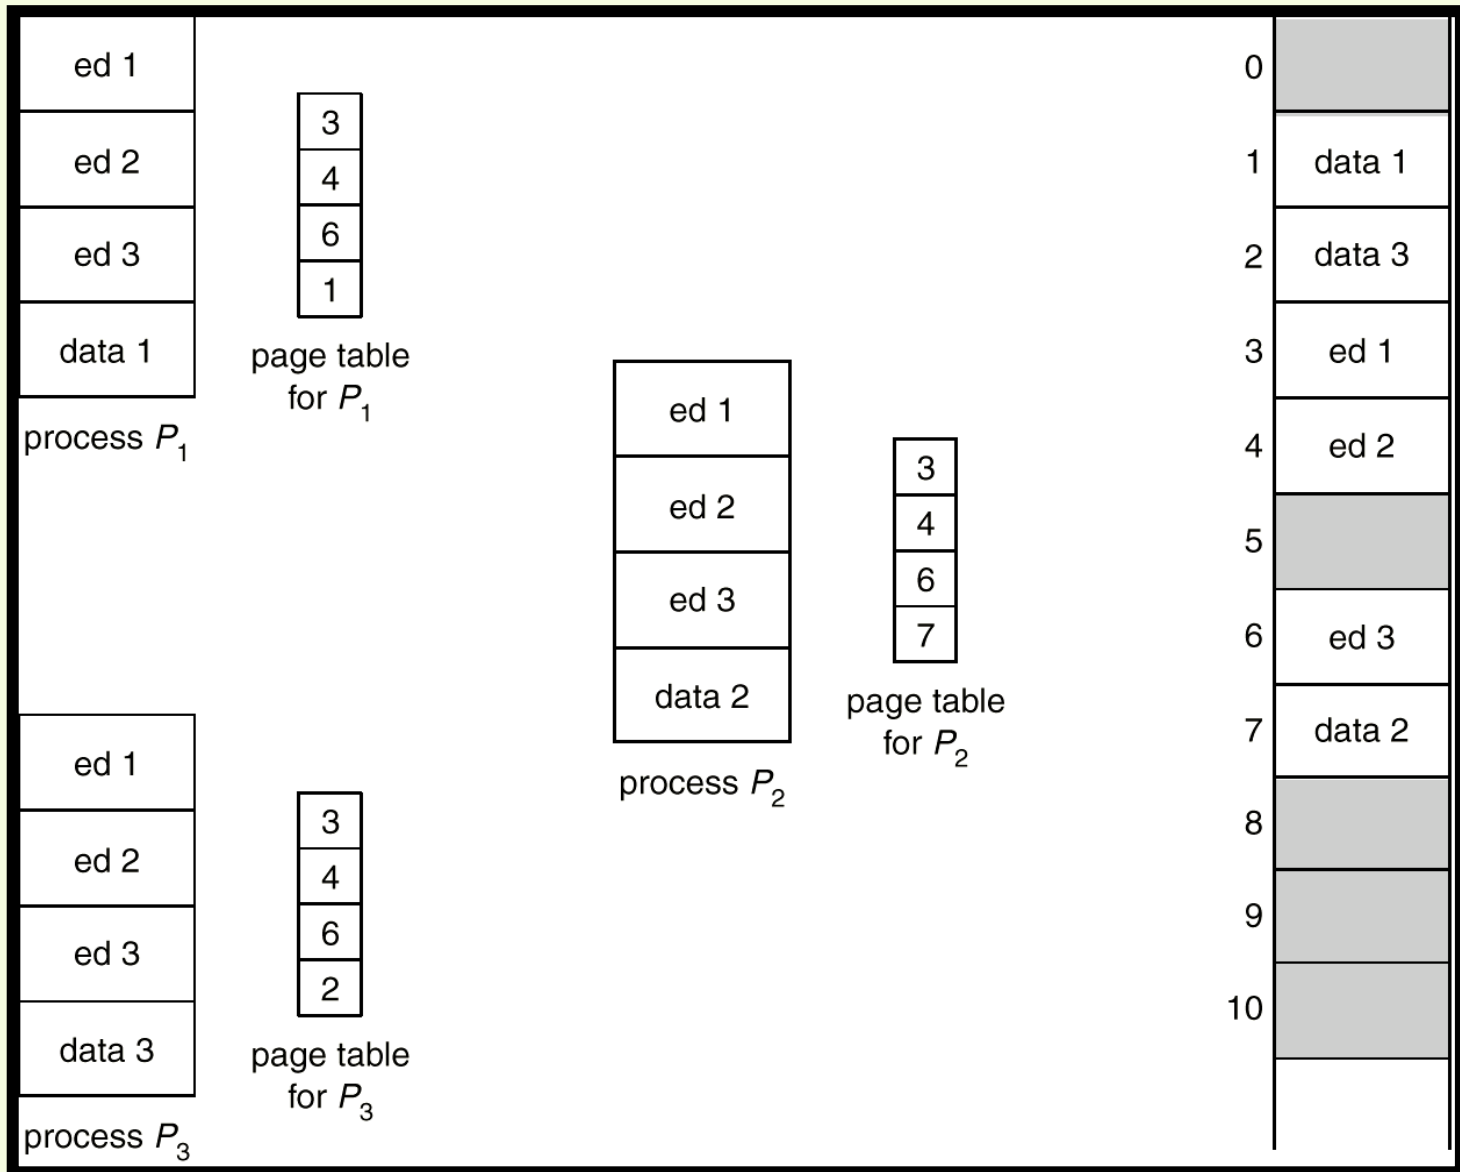 ed 1
ed 2
ed 3
data 1
process P1
3
4
6
1
page table
for P1
ed 1
ed 2
ed 3
data 2
process P2
3
4
6
7
page table
for P2
ed 1
ed 2
ed 3
data 3
process P3
3
4
6
2
page table
for P3
0
1 data 1
2 data 3
3 ed 1
4 ed 2
5
6 ed 3
7 data 2
8
9
10